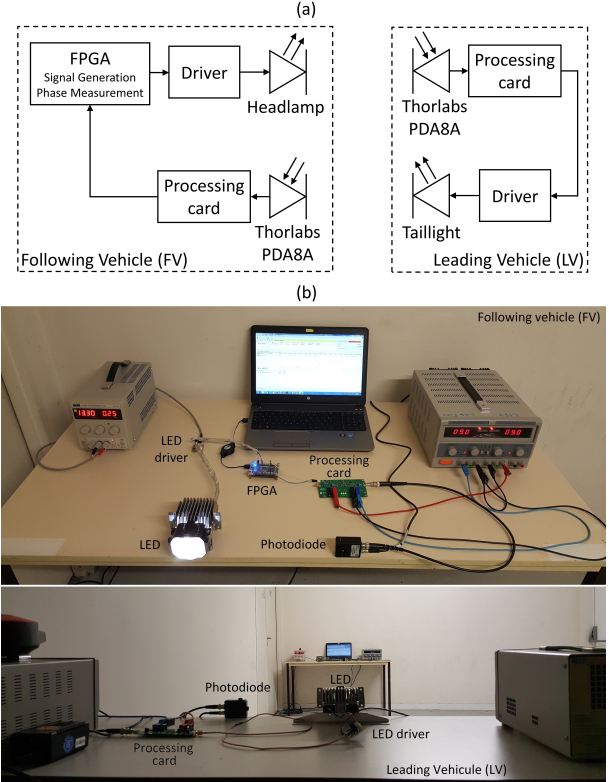 (a)
FPGA
Signal Generation
Phase Measurement
Driver
Headlamp
Processing
card
Thorlabs
PDA8A
Following Vehicle (FV)
Thorlabs
PDA8A
Processing
card
Driver
Taillight
Leading Vehicle (LV)
(b)
Following vehicle (FV)
LED
driver
FPGA
Processing
card
LED
Photodiode
Photodiode
LED
Processing
card
LED driver
Leading Vehicule (LV)